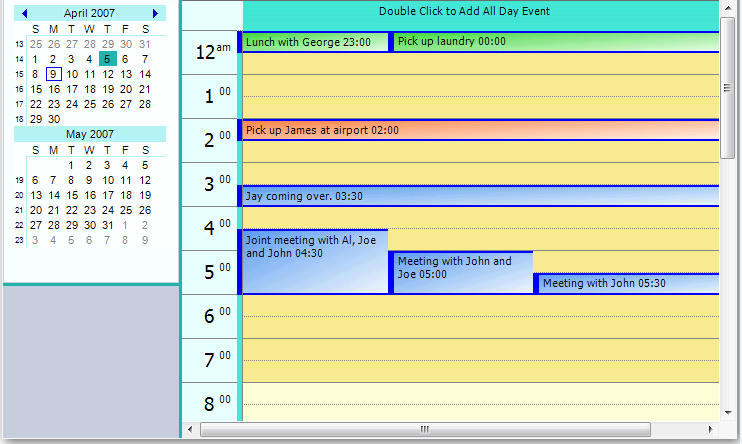 April 2007
S M T W T F S
13 25 26 27 28 29 30 31
14 1 2 3 4 5 6 7
15 8 9 10 11 12 13 14
16 15 16 17 18 19 20 21
17 22 23 24 25 26 27 28
18 29 30
May 2007
S M T W T F S
1 2 3 4 5
19 6 7 8 9 10 11 12
20 13 14 15 16 17 18 19
21 20 21 22 23 24 25 26
22 27 28 29 30 31 1 2
23 3 4 5 6 7 8 9
Double Click to Add All Day Event
12 am
Lunch with George 23:00
Pick up laundry 00:00
1 00
2 00
Pick up James at airport 02:00
3 00
Jay coming over. 03:30
4 00
Joint meeting with Al, Joe
and John 04:30
5 00
Meeting with John and
Joe 05:00
Meeting with John 05:30
6 00
7 00
8 00